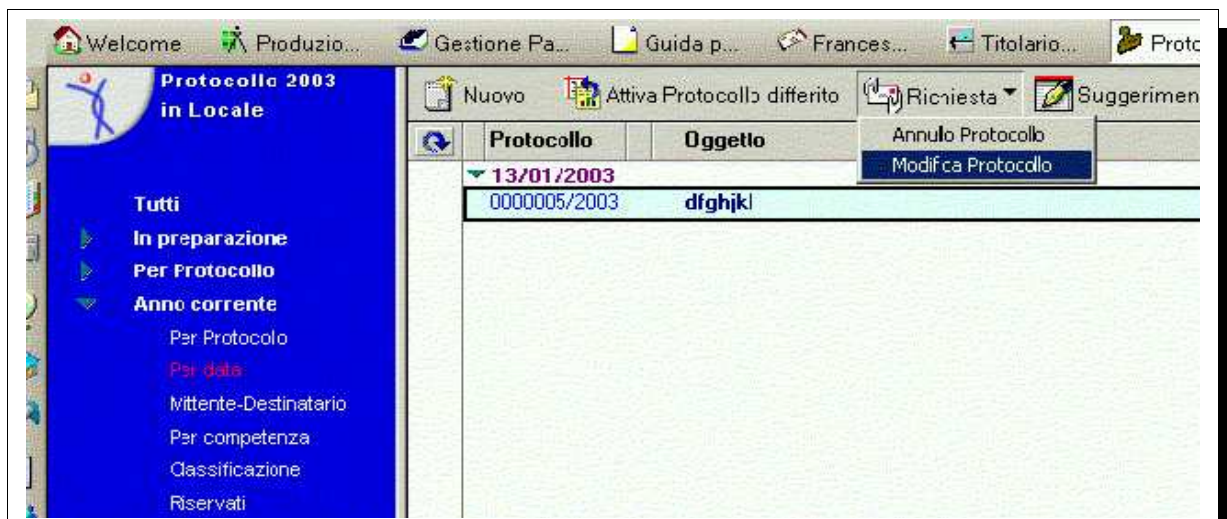 Welcome Produzio... Gestione Pa... Guida p... Frances... Titolario... Proto
Protocollo 2003
in Locale
Nuovo Attiva Protocollo differito Richiesta Suggerimen
Annullo Protocollo
Modifica Protocollo
Protocollo Oggetto
13/01/2003
0000005/2003 dfghjkl
Tutti
In preparazione
Per Protocollo
Anno corrente
Per Protocolo
Per data
Mittente-Destinatario
Per competenza
Classificazione
Riservati